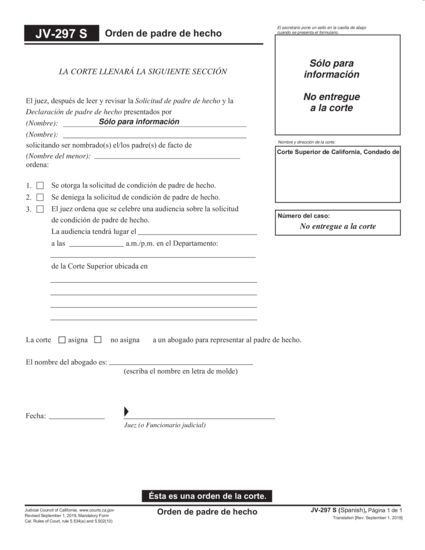 JV-297 S Orden de padre de hecho
El secretario pone un sello en la casilla de abajo
cuando se presenta el formulario.
Sólo para
información
No entregue
a la corte
LA CORTE LLENARÁ LA SIGUIENTE SECCIÓN
El juez, después de leer y revisar la Solicitud de padre de hecho y la
Declaración de padre de hecho presentados por
(Nombre): Sólo para información
(Nombre):
solicitando ser nombrado(s) el/los padre(s) de facto de
(Nombre del menor):
ordena:
Nombre y dirección de la corte:
Corte Superior de California, Condado de
1. Se otorga la solicitud de condición de padre de hecho.
2. Se deniega la solicitud de condición de padre de hecho.
3. El juez ordena que se celebre una audiencia sobre la solicitud
de condición de padre de hecho.
La audiencia tendrá lugar el
a las a.m./p.m. en el Departamento:
Número del caso:
No entregue a la corte
de la Corte Superior ubicada en
La corte asigna no asigna a un abogado para representar al padre de hecho.
El nombre del abogado es:
(escriba el nombre en letra de molde)
Fecha:
Juez (o Funcionario judicial)
Ésta es una orden de la corte.
Judicial Council of California, www.courts.ca.gov
Revised September 1, 2019, Mandatory Form
Cal. Rules of Court, rule 5.534(a) and 5.502(10)
Orden de padre de hecho
JV-297 S (Spanish), Página 1 de 1
Translation [Rev. September 1, 2019]